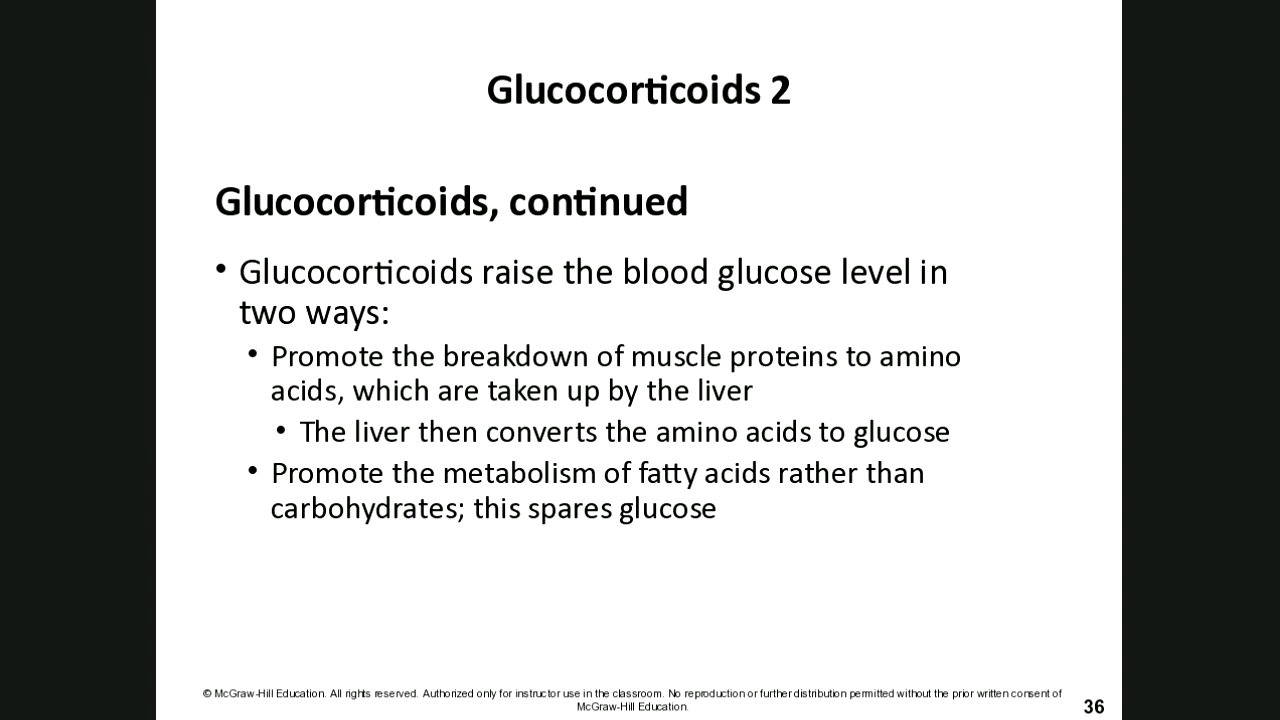 Glucocorticoids 2
Glucocorticoids, continued
• Glucocorticoids raise the blood glucose level in
two ways:
• Promote the breakdown of muscle proteins to amino
acids, which are taken up by the liver
• The liver then converts the amino acids to glucose
• Promote the metabolism of fatty acids rather than
carbohydrates; this spares glucose
© McGraw-Hill Education. All rights reserved. Authorized only for instructor use in the classroom. No reproduction or further distribution permitted without the prior written consent of
McGraw-Hill Education.
36